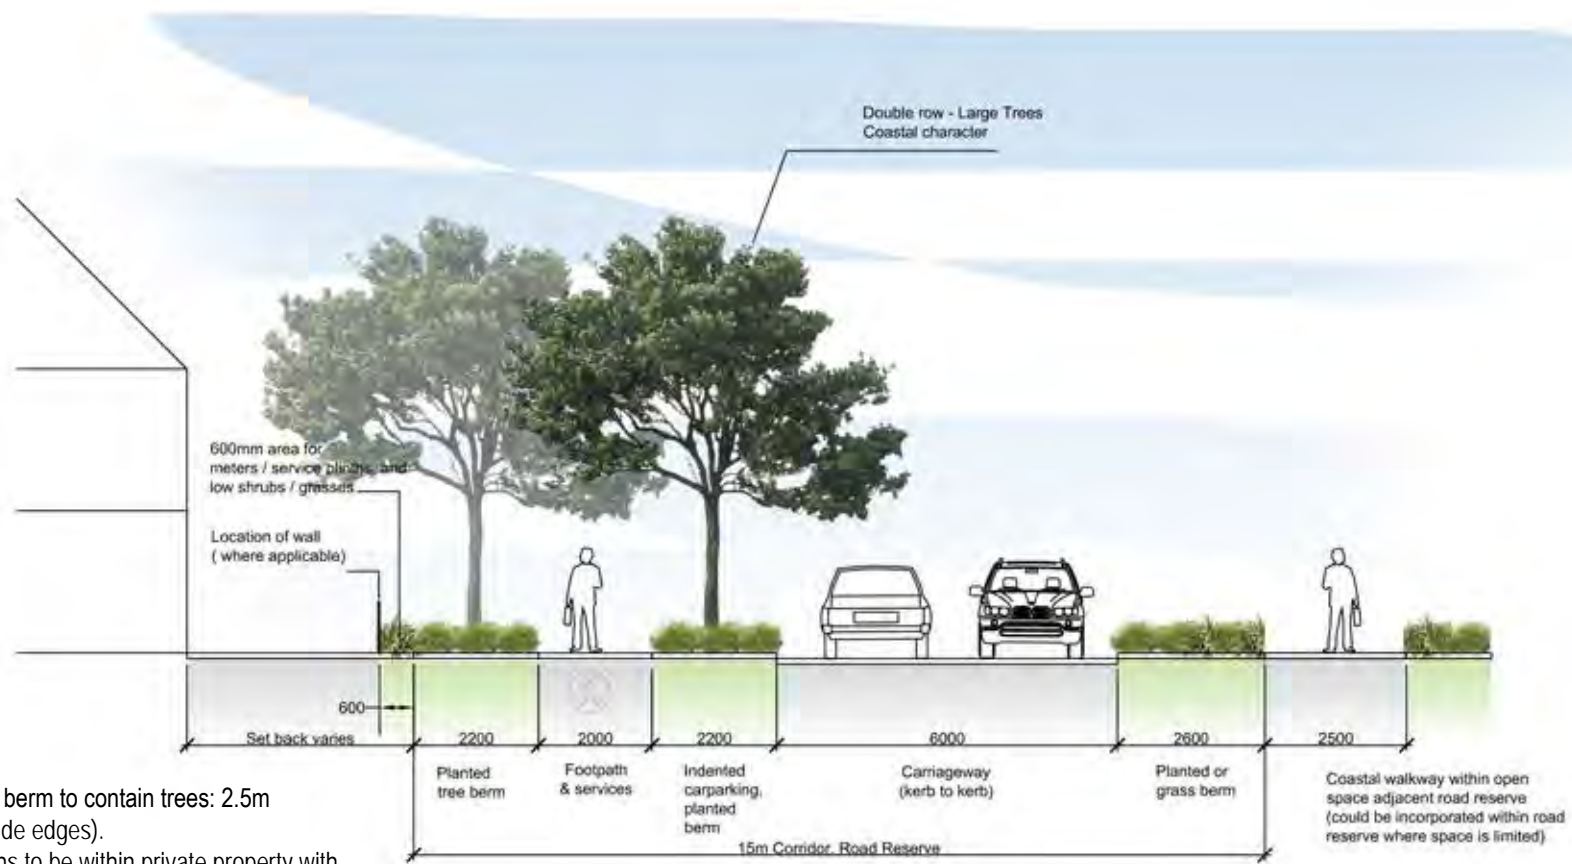 Double row - Large Trees
Coastal character
600mm area for
meters / service plinths, and
low shrubs / grasses
Location of wall
( where applicable)
600
Set back varies
2200
2000
2200
6000
2600
2500
Planted
tree berm
Footpath
& services
Indented
carparking,
planted
berm
Carriageway
(kerb to kerb)
Planted or
grass berm
Coastal walkway within open
space adjacent road reserve
(could be incorporated within road
reserve where space is limited)
15m Corridor, Road Reserve
berm to contain trees: 2.5m
de edges).
to be within private property with